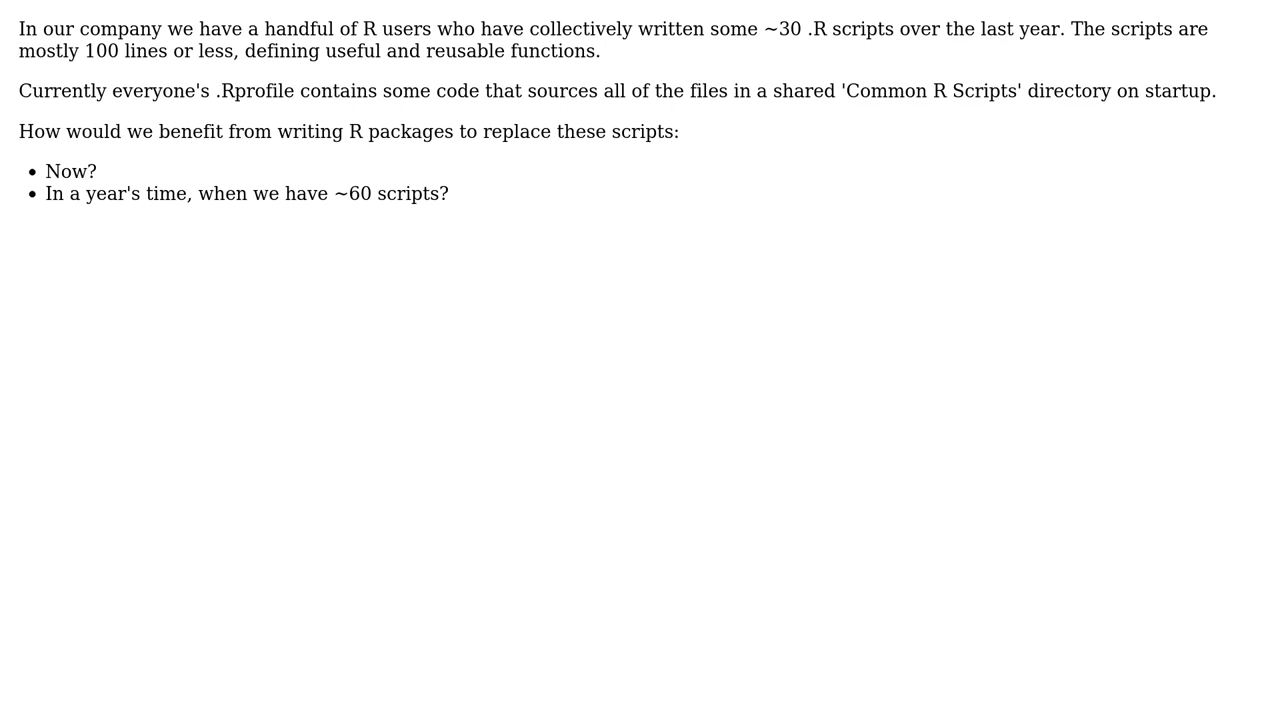 In our company we have a handful of R users who have collectively written some ~30 .R scripts over the last year. The scripts are
mostly 100 lines or less, defining useful and reusable functions.
Currently everyone's .Rprofile contains some code that sources all of the files in a shared 'Common R Scripts' directory on startup.
How would we benefit from writing R packages to replace these scripts:
• Now?
• In a year's time, when we have ~60 scripts?